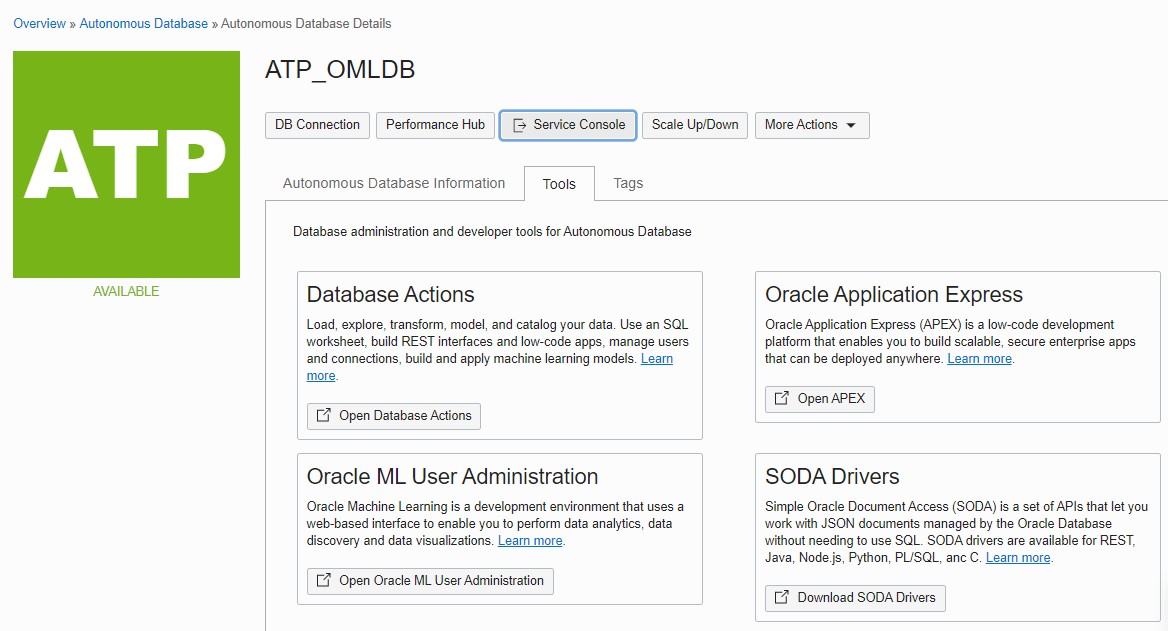 Overview » Autonomous Database » Autonomous Database Details
ATP
AVAILABLE
ATP_OMLDB
DB Connection Performance Hub Service Console Scale Up/Down More Actions
Autonomous Database Information Tools Tags
Database administration and developer tools for Autonomous Database
Database Actions
Load, explore, transform, model, and catalog your data. Use an SQL
worksheet, build REST interfaces and low-code apps, manage users
and connections, build and apply machine learning models. Learn
more.
Open Database Actions
Oracle Application Express
Oracle Application Express (APEX) is a low-code development
platform that enables you to build scalable, secure enterprise apps
that can be deployed anywhere. Learn more.
Open APEX
Oracle ML User Administration
Oracle Machine Learning is a development environment that uses a
web-based interface to enable you to perform data analytics, data
discovery and data visualizations. Learn more.
Open Oracle ML User Administration
SODA Drivers
Simple Oracle Document Access (SODA) is a set of APIs that let you
work with JSON documents managed by the Oracle Database
without needing to use SQL. SODA drivers are available for REST,
Java, Node.js, Python, PL/SQL, anc C. Learn more.
Download SODA Drivers